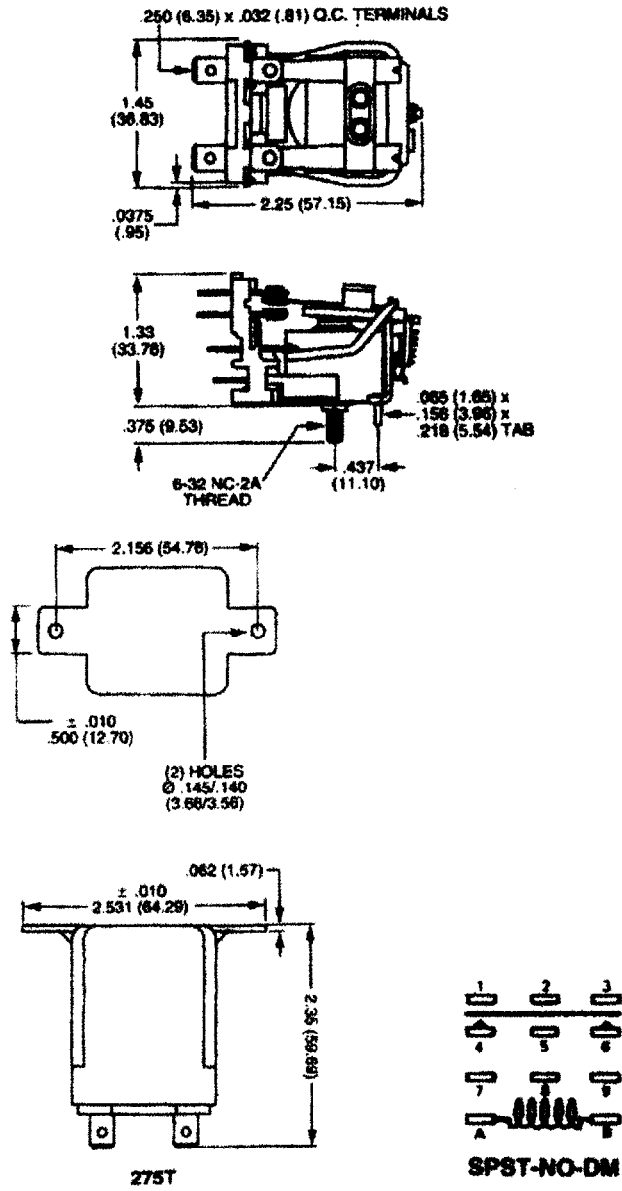 .250 (6.35) x .032 (.81) Q.C. TERMINALS
1.45
(36.83)
.0375
(.95)
2.25 (57.15)
1.33
(33.78)
.375 (9.53)
.065 (1.65) x
.156 (3.96) x
.218 (5.54) TAB
6-32 NC-2A
THREAD
.437
(11.10)
2.156 (54.76)
± .010
.500 (12.70)
(2) HOLES
Ø .145/.140
(3.68/3.56)
.062 (1.57)
± .010
2.531 (64.29)
2.35 (59.69)
275T
1 2 3
4 5 6
7 8 9
A B
SPST-NO-DM